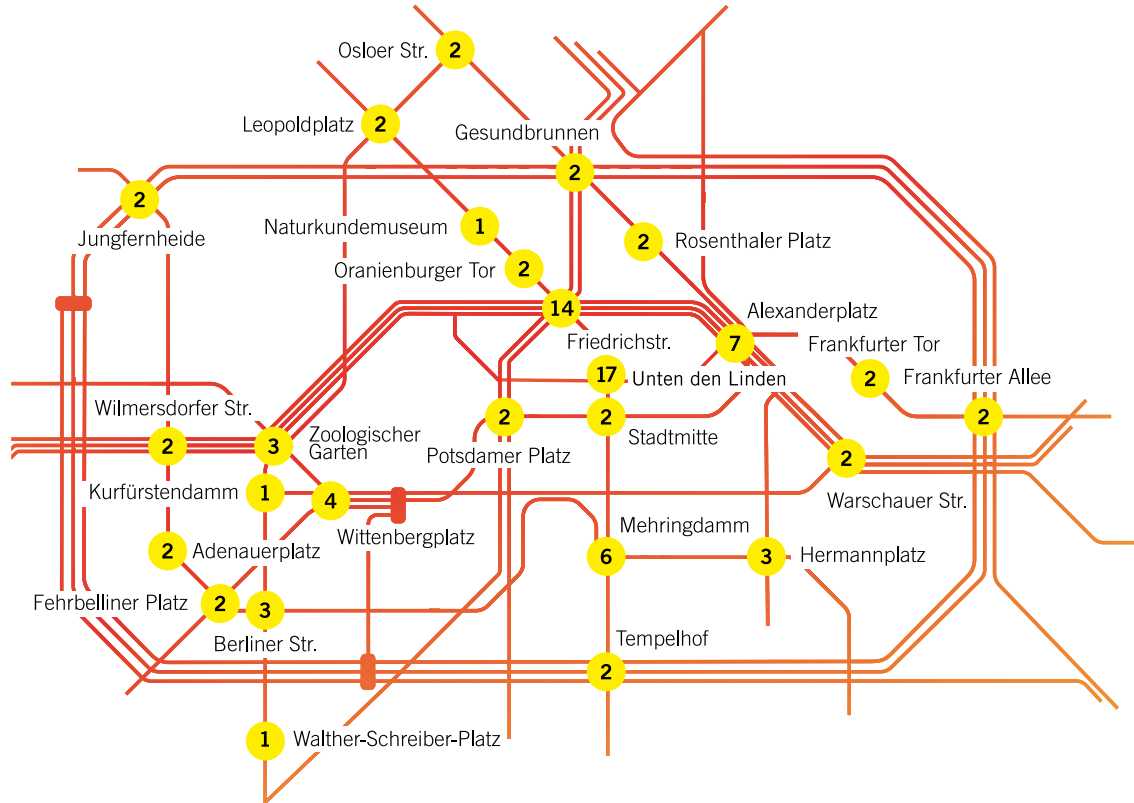 Osloer Str.
2
Leopoldplatz
2
Gesundbrunnen
2
Jungfernheide
2
Naturkundemuseum
1
Rosenthaler Platz
2
Oranienburger Tor
2
14
Friedrichstr.
Alexanderplatz
7
Frankfurter Tor
2
17
Unten den Linden
Frankfurter Allee
2
Wilmersdorfer Str.
2
3
Zoologischer
Garten
2
Potsdamer Platz
2
Stadtmitte
2
Warschauer Str.
Kurfürstendamm
1
4
Wittenbergplatz
2
Adenauerplatz
Mehringdamm
6
3
Hermannplatz
Fehrbelliner Platz
2
3
Berliner Str.
Tempelhof
2
1
Walther-Schreiber-Platz